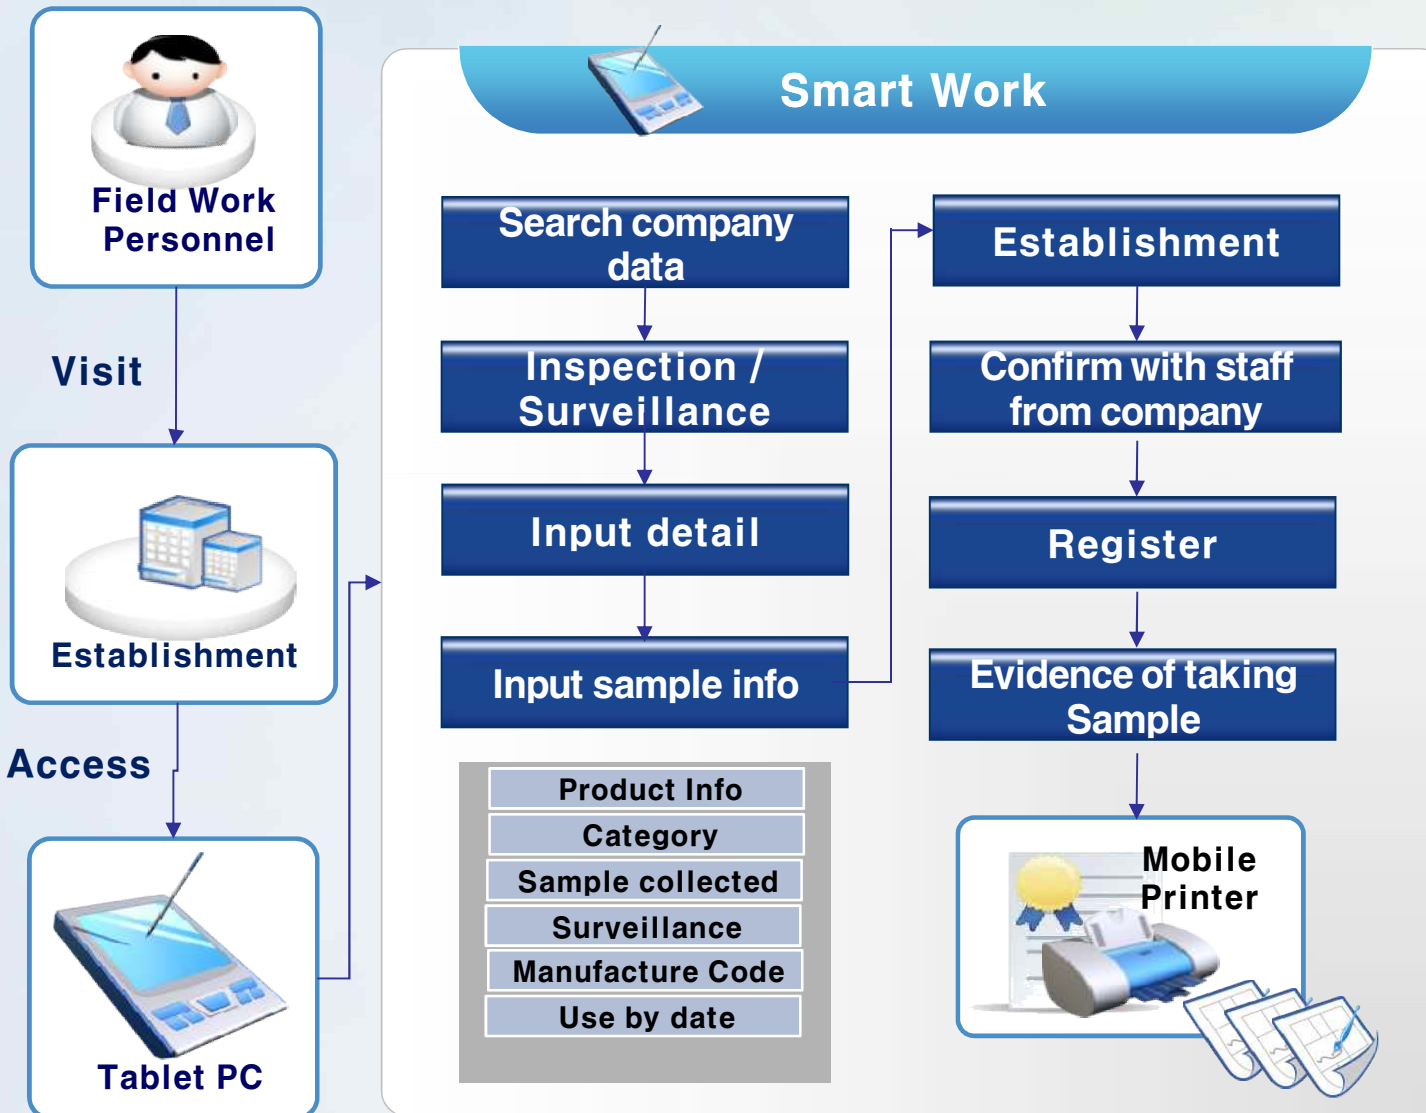 Field Work
Personnel
Visit
Establishment
Access
Tablet PC
Smart Work
Search company
data
Inspection /
Surveillance
Input detail
Input sample info
Product Info
Category
Sample collected
Surveillance
Manufacture Code
Use by date
Establishment
Confirm with staff
from company
Register
Evidence of taking
Sample
Mobile
Printer